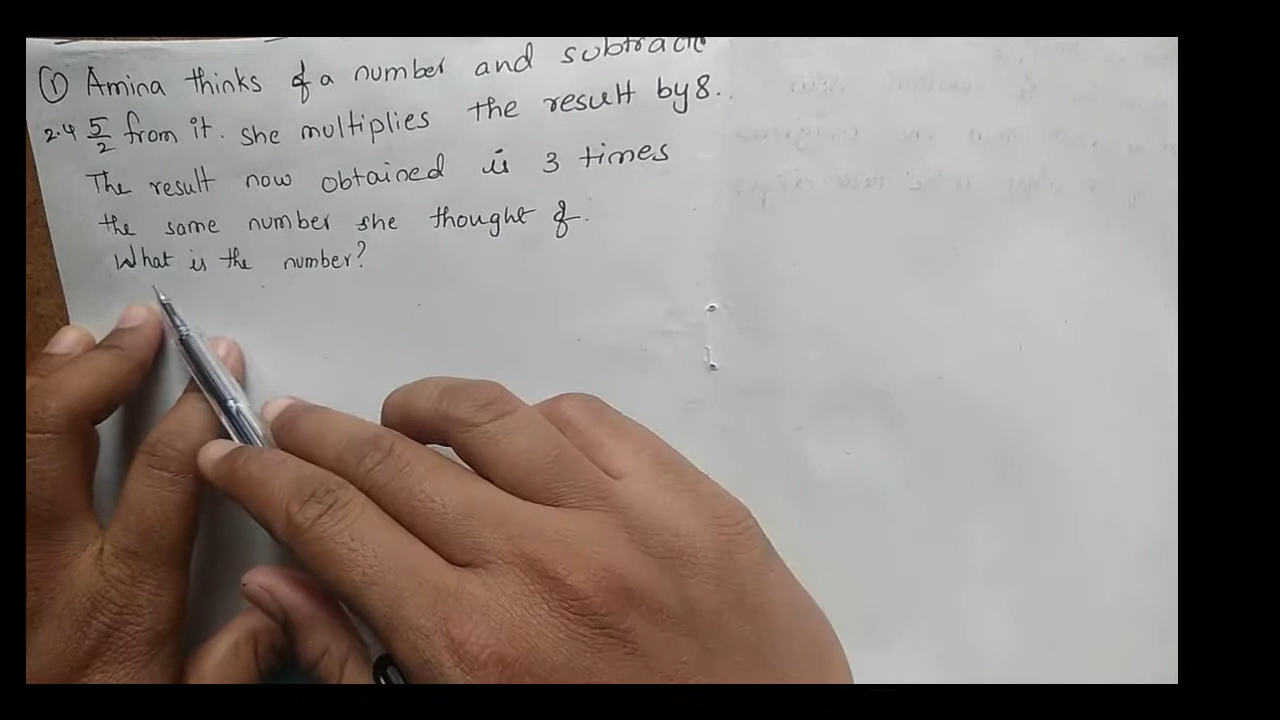 ① Amina thinks of a number and subtract
2.4 5/2 from it. she multiplies the result by 8.
The result now obtained is 3 times
the same number she thought of.
What is the number?